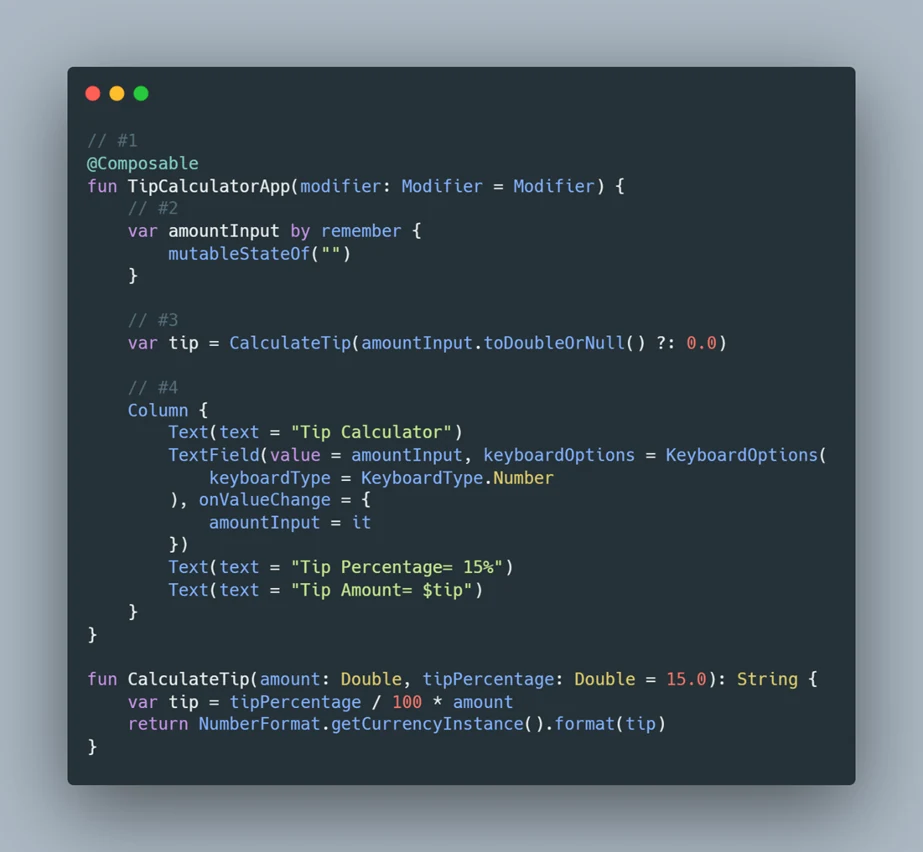 // #1
@Composable
fun TipCalculatorApp(modifier: Modifier = Modifier) {
    // #2
    var amountInput by remember {
        mutableStateOf("")
    }

    // #3
    var tip = CalculateTip(amountInput.toDoubleOrNull() ?: 0.0)

    // #4
    Column {
        Text(text = "Tip Calculator")
        TextField(value = amountInput, keyboardOptions = KeyboardOptions(
            keyboardType = KeyboardType.Number
        ), onValueChange = {
            amountInput = it
        })
        Text(text = "Tip Percentage= 15%")
        Text(text = "Tip Amount= $tip")
    }
}

fun CalculateTip(amount: Double, tipPercentage: Double = 15.0): String {
    var tip = tipPercentage / 100 * amount
    return NumberFormat.getCurrencyInstance().format(tip)
}